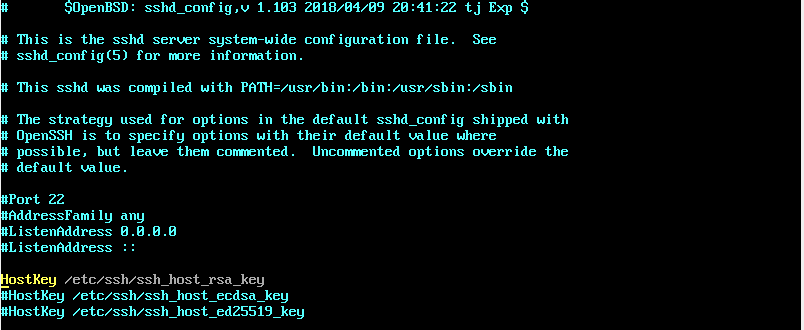 #       $OpenBSD: sshd_config,v 1.103 2018/04/09 20:41:22 tj Exp $
# This is the sshd server system-wide configuration file.  See
# sshd_config(5) for more information.
# This sshd was compiled with PATH=/usr/bin:/bin:/usr/sbin:/sbin
# The strategy used for options in the default sshd_config shipped with
# OpenSSH is to specify options with their default value where
# possible, but leave them commented.  Uncommented options override the
# default value.
#Port 22
#AddressFamily any
#ListenAddress 0.0.0.0
#ListenAddress ::
HostKey /etc/ssh/ssh_host_rsa_key
#HostKey /etc/ssh/ssh_host_ecdsa_key
#HostKey /etc/ssh/ssh_host_ed25519_key